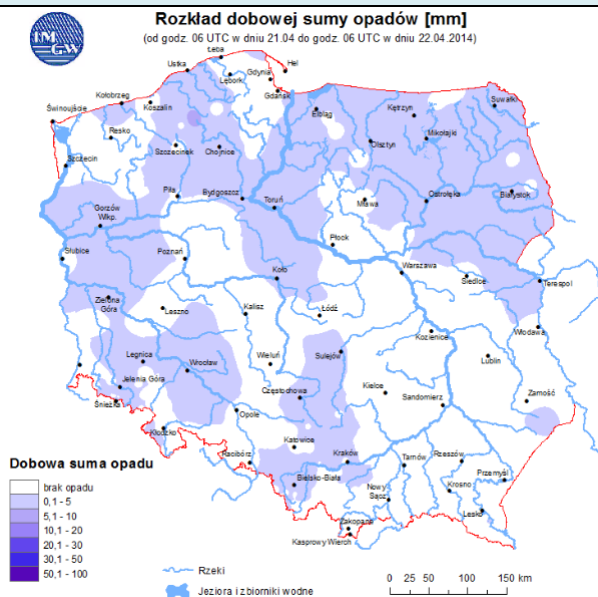 IM
GW
Rozkład dobowej sumy opadów [mm]
(od godz. 06 UTC w dniu 21.04 do godz. 06 UTC w dniu 22.04.2014)
Łeba
Ustka
Hel
Lębork
Gdynia
Gdańsk
Kołobrzeg
Koszalin
Świnoujście
Resko
Elbląg
Kętrzyn
Suwałki
Mikołajki
Olsztyn
Szczecin
Szczecinek
Chojnice
Piła
Bydgoszcz
Toruń
Mława
Ostrołęka
Białystok
Gorzów
Wlkp.
Płock
Słubice
Poznań
Koło
Warszawa
Siedlce
Terespol
Zielona
Góra
Leszno
Kalisz
Łódź
Kozienice
Włodawa
Legnica
Wrocław
Wieluń
Sulejów
Lublin
Jelenia Góra
Śnieżka
Częstochowa
Kielce
Sandomierz
Zamość
Opole
Kłodzko
Racibórz
Katowice
Kraków
Tarnów
Rzeszów
Przemyśl
Bielsko-Biała
Nowy
Sącz
Krosno
Lesko
Zakopane
Kasprowy Wierch
Dobowa suma opadu
brak opadu
0,1 - 5
5,1 - 10
10,1 - 20
20,1 - 30
30,1 - 50
50,1 - 100
Rzeki
Jeziora i zbiorniki wodne
0 25 50 100 150 km